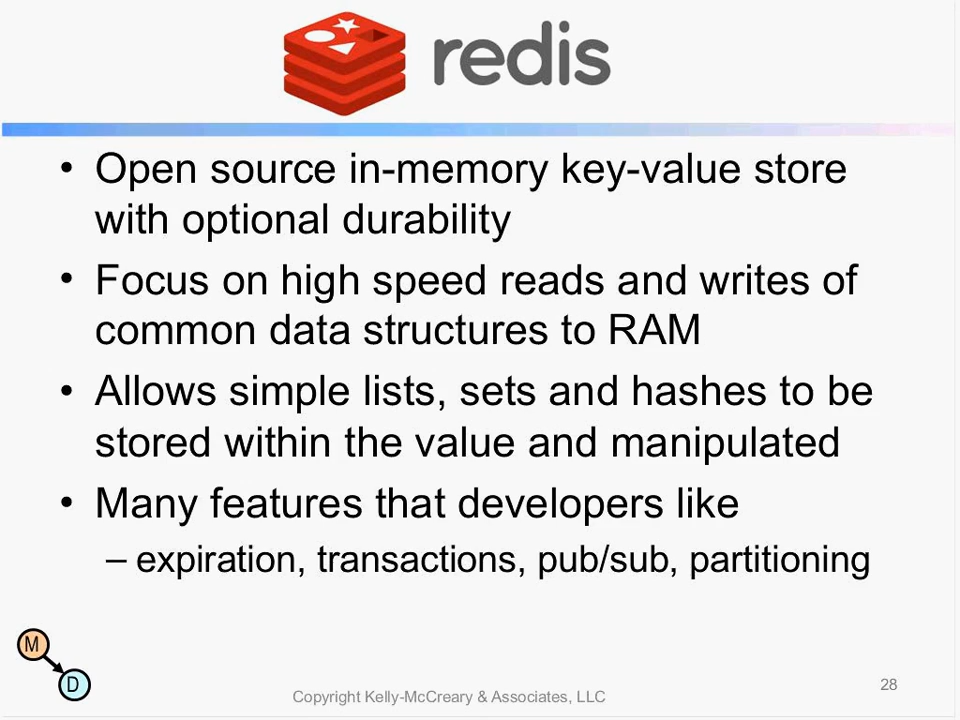 redis
• Open source in-memory key-value store
with optional durability
• Focus on high speed reads and writes of
common data structures to RAM
• Allows simple lists, sets and hashes to be
stored within the value and manipulated
• Many features that developers like
– expiration, transactions, pub/sub, partitioning
M
D
Copyright Kelly-McCreary & Associates, LLC
28